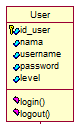 User
id_user
nama
username
password
level
login()
logout()